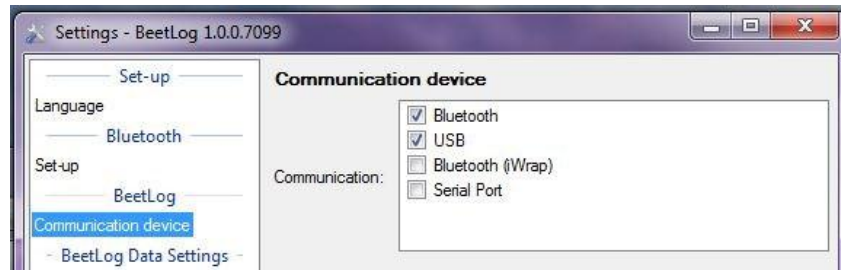 Settings - BeetLog 1.0.0.7099
Set-up
Language
Bluetooth
Set-up
BeetLog
Communication device
BeetLog Data Settings
Communication device
Communication:
Bluetooth
USB
Bluetooth (iWrap)
Serial Port